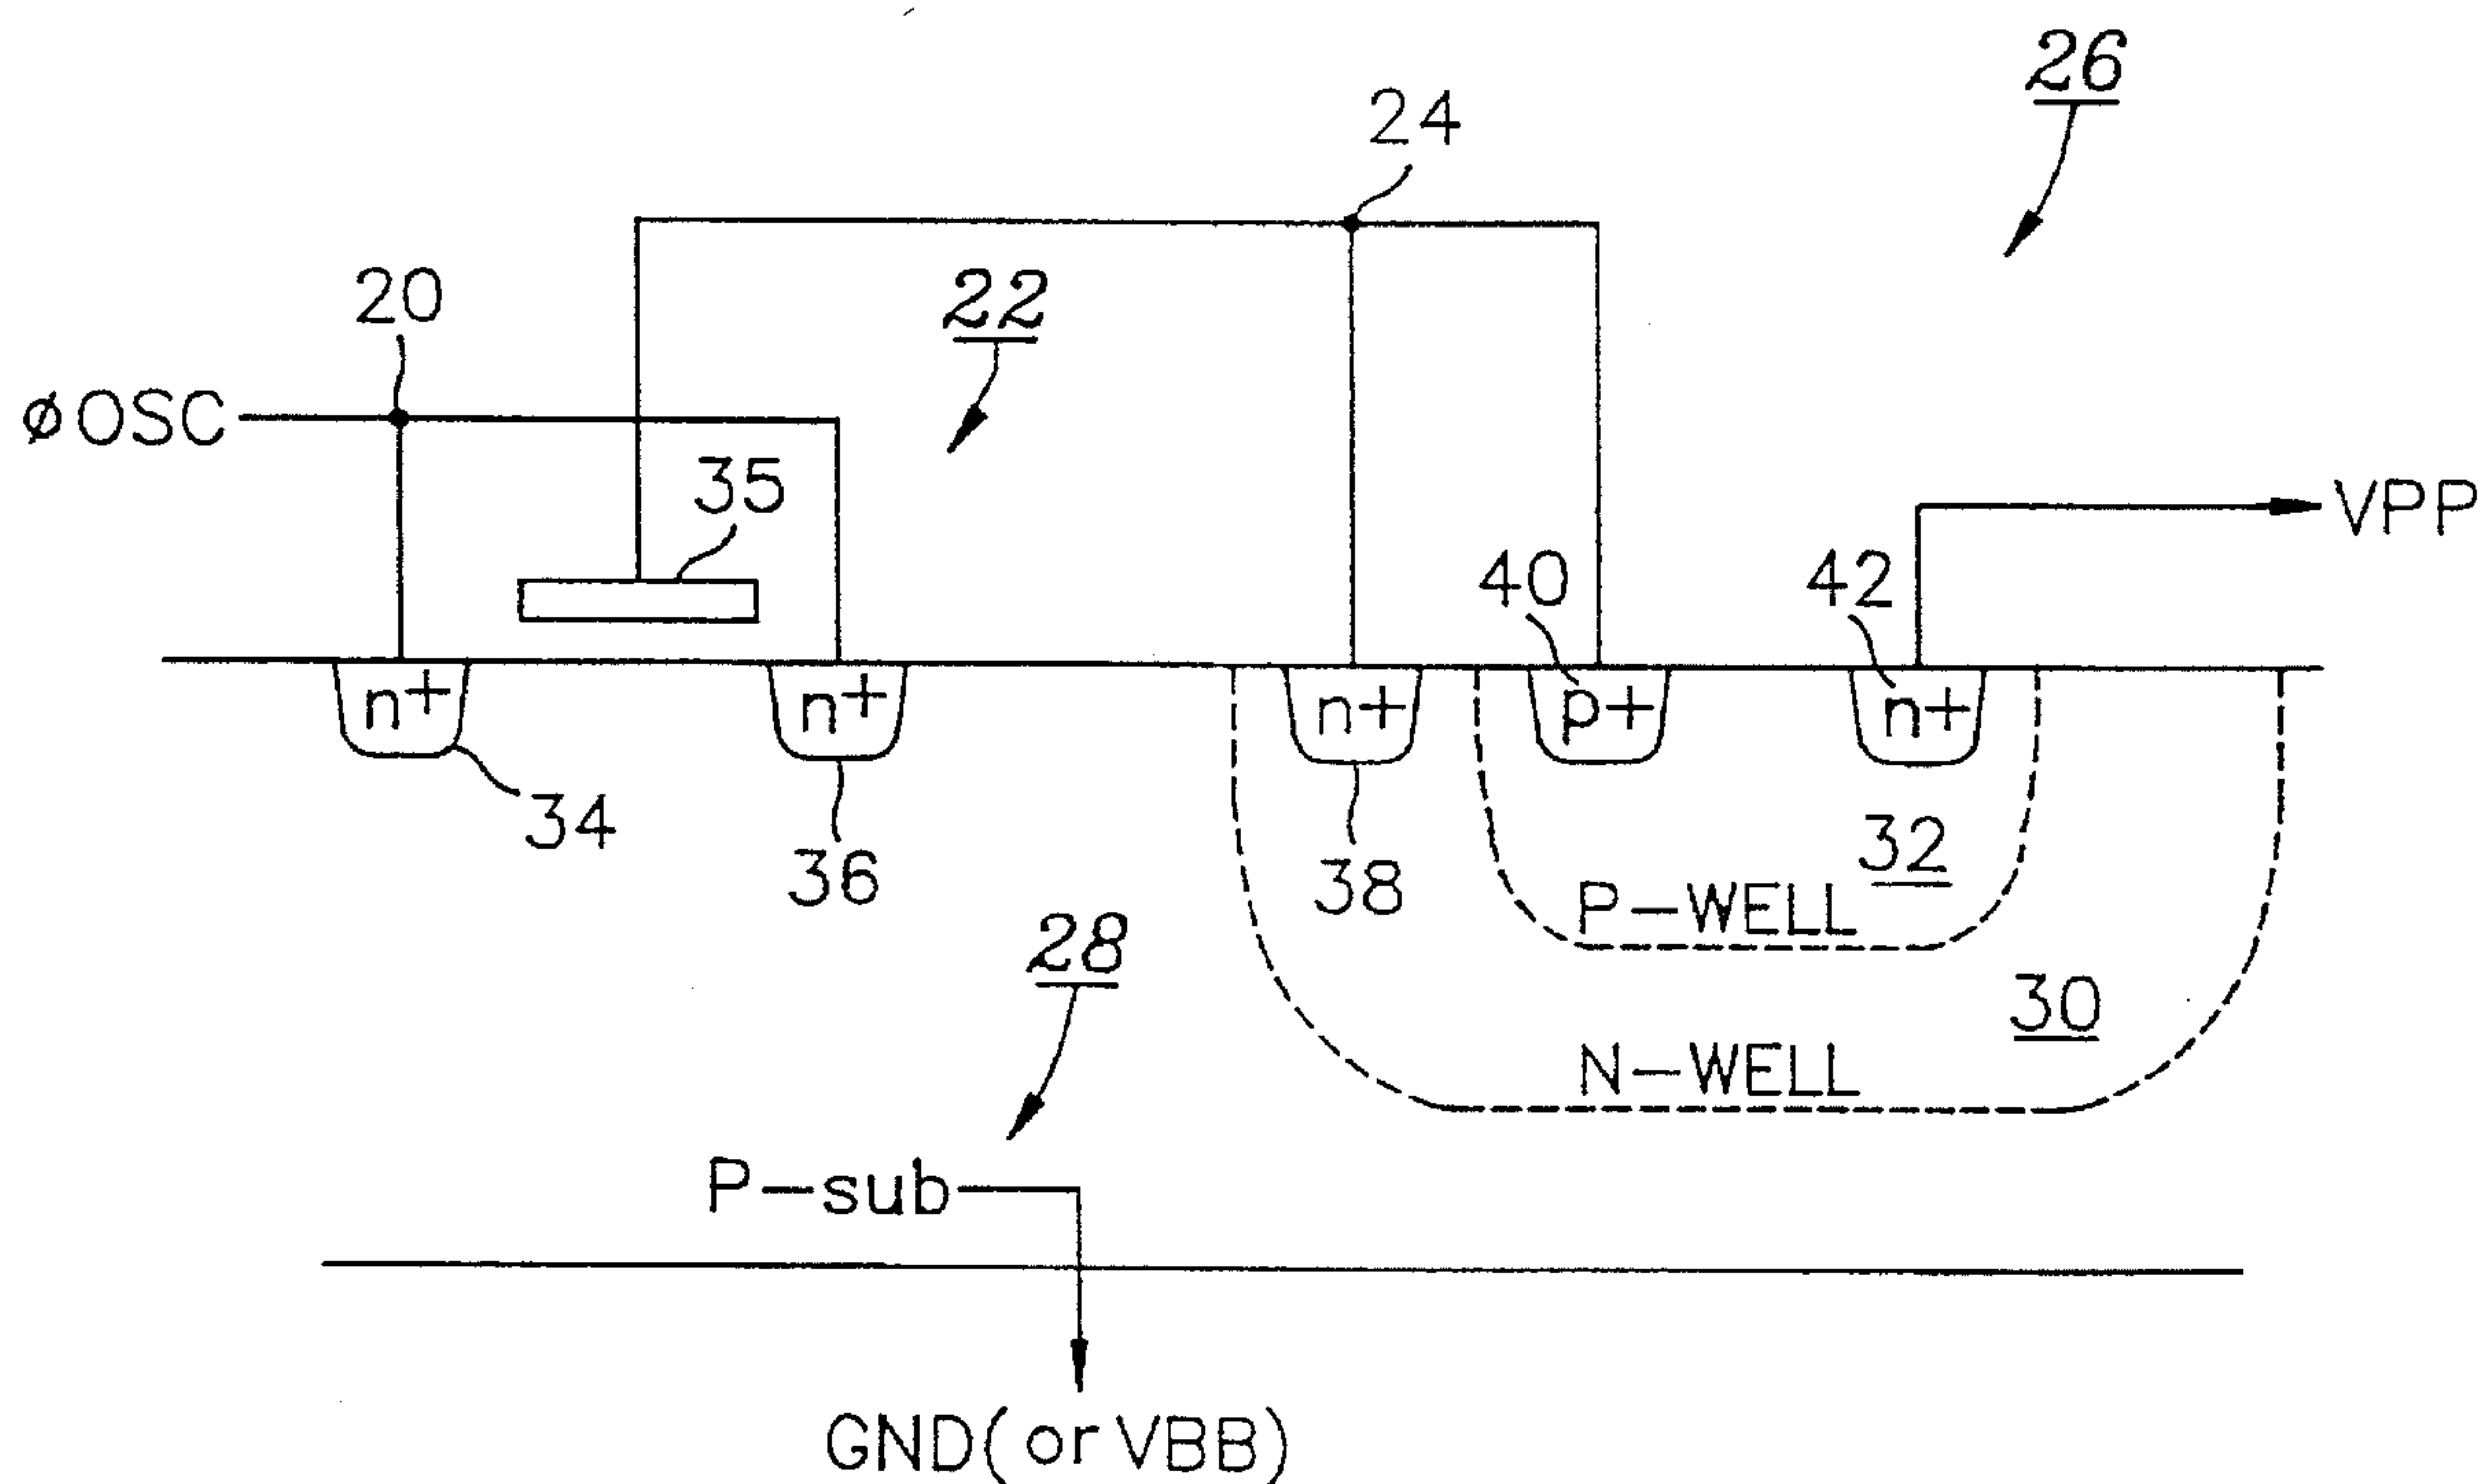 26
24
20
22
øOSC
35
VPP
40
42
n+
n+
n+
p+
n+
34
36
38
32
P-WELL
28
30
N-WELL
P-sub
GND(or VBB)